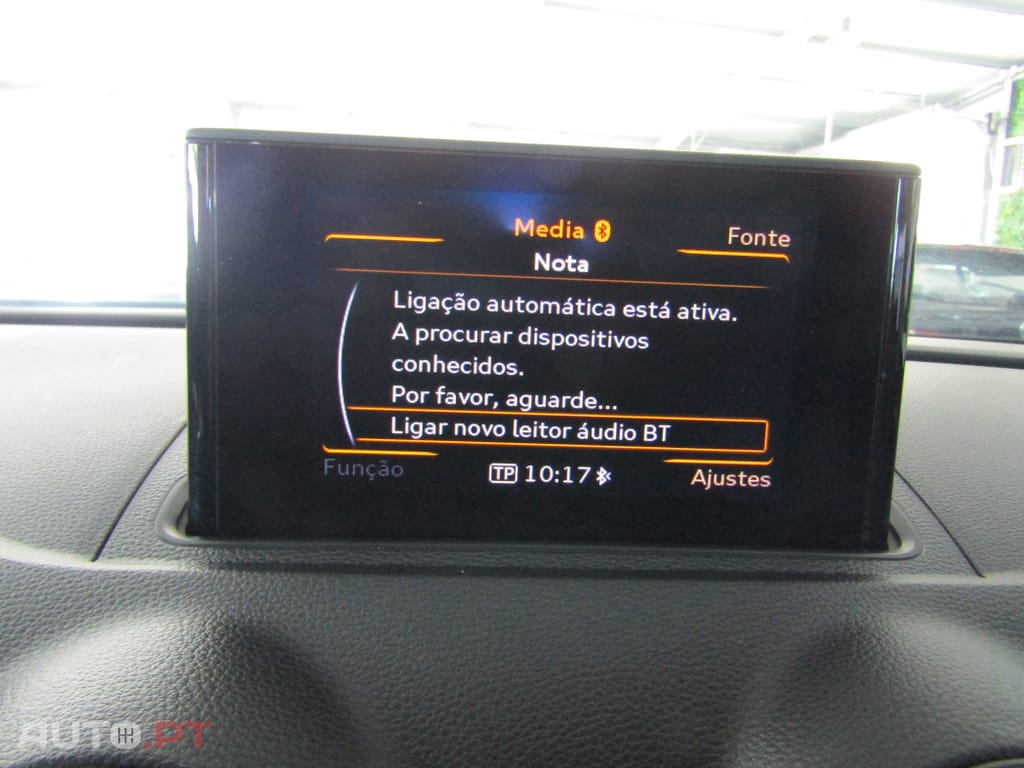 Media
Fonte
Nota
Ligação automática está ativa.
A procurar dispositivos
conhecidos.
Por favor, aguarde...
Ligar novo leitor áudio BT
Função
TP 10:17
Ajustes
AUTO.PT